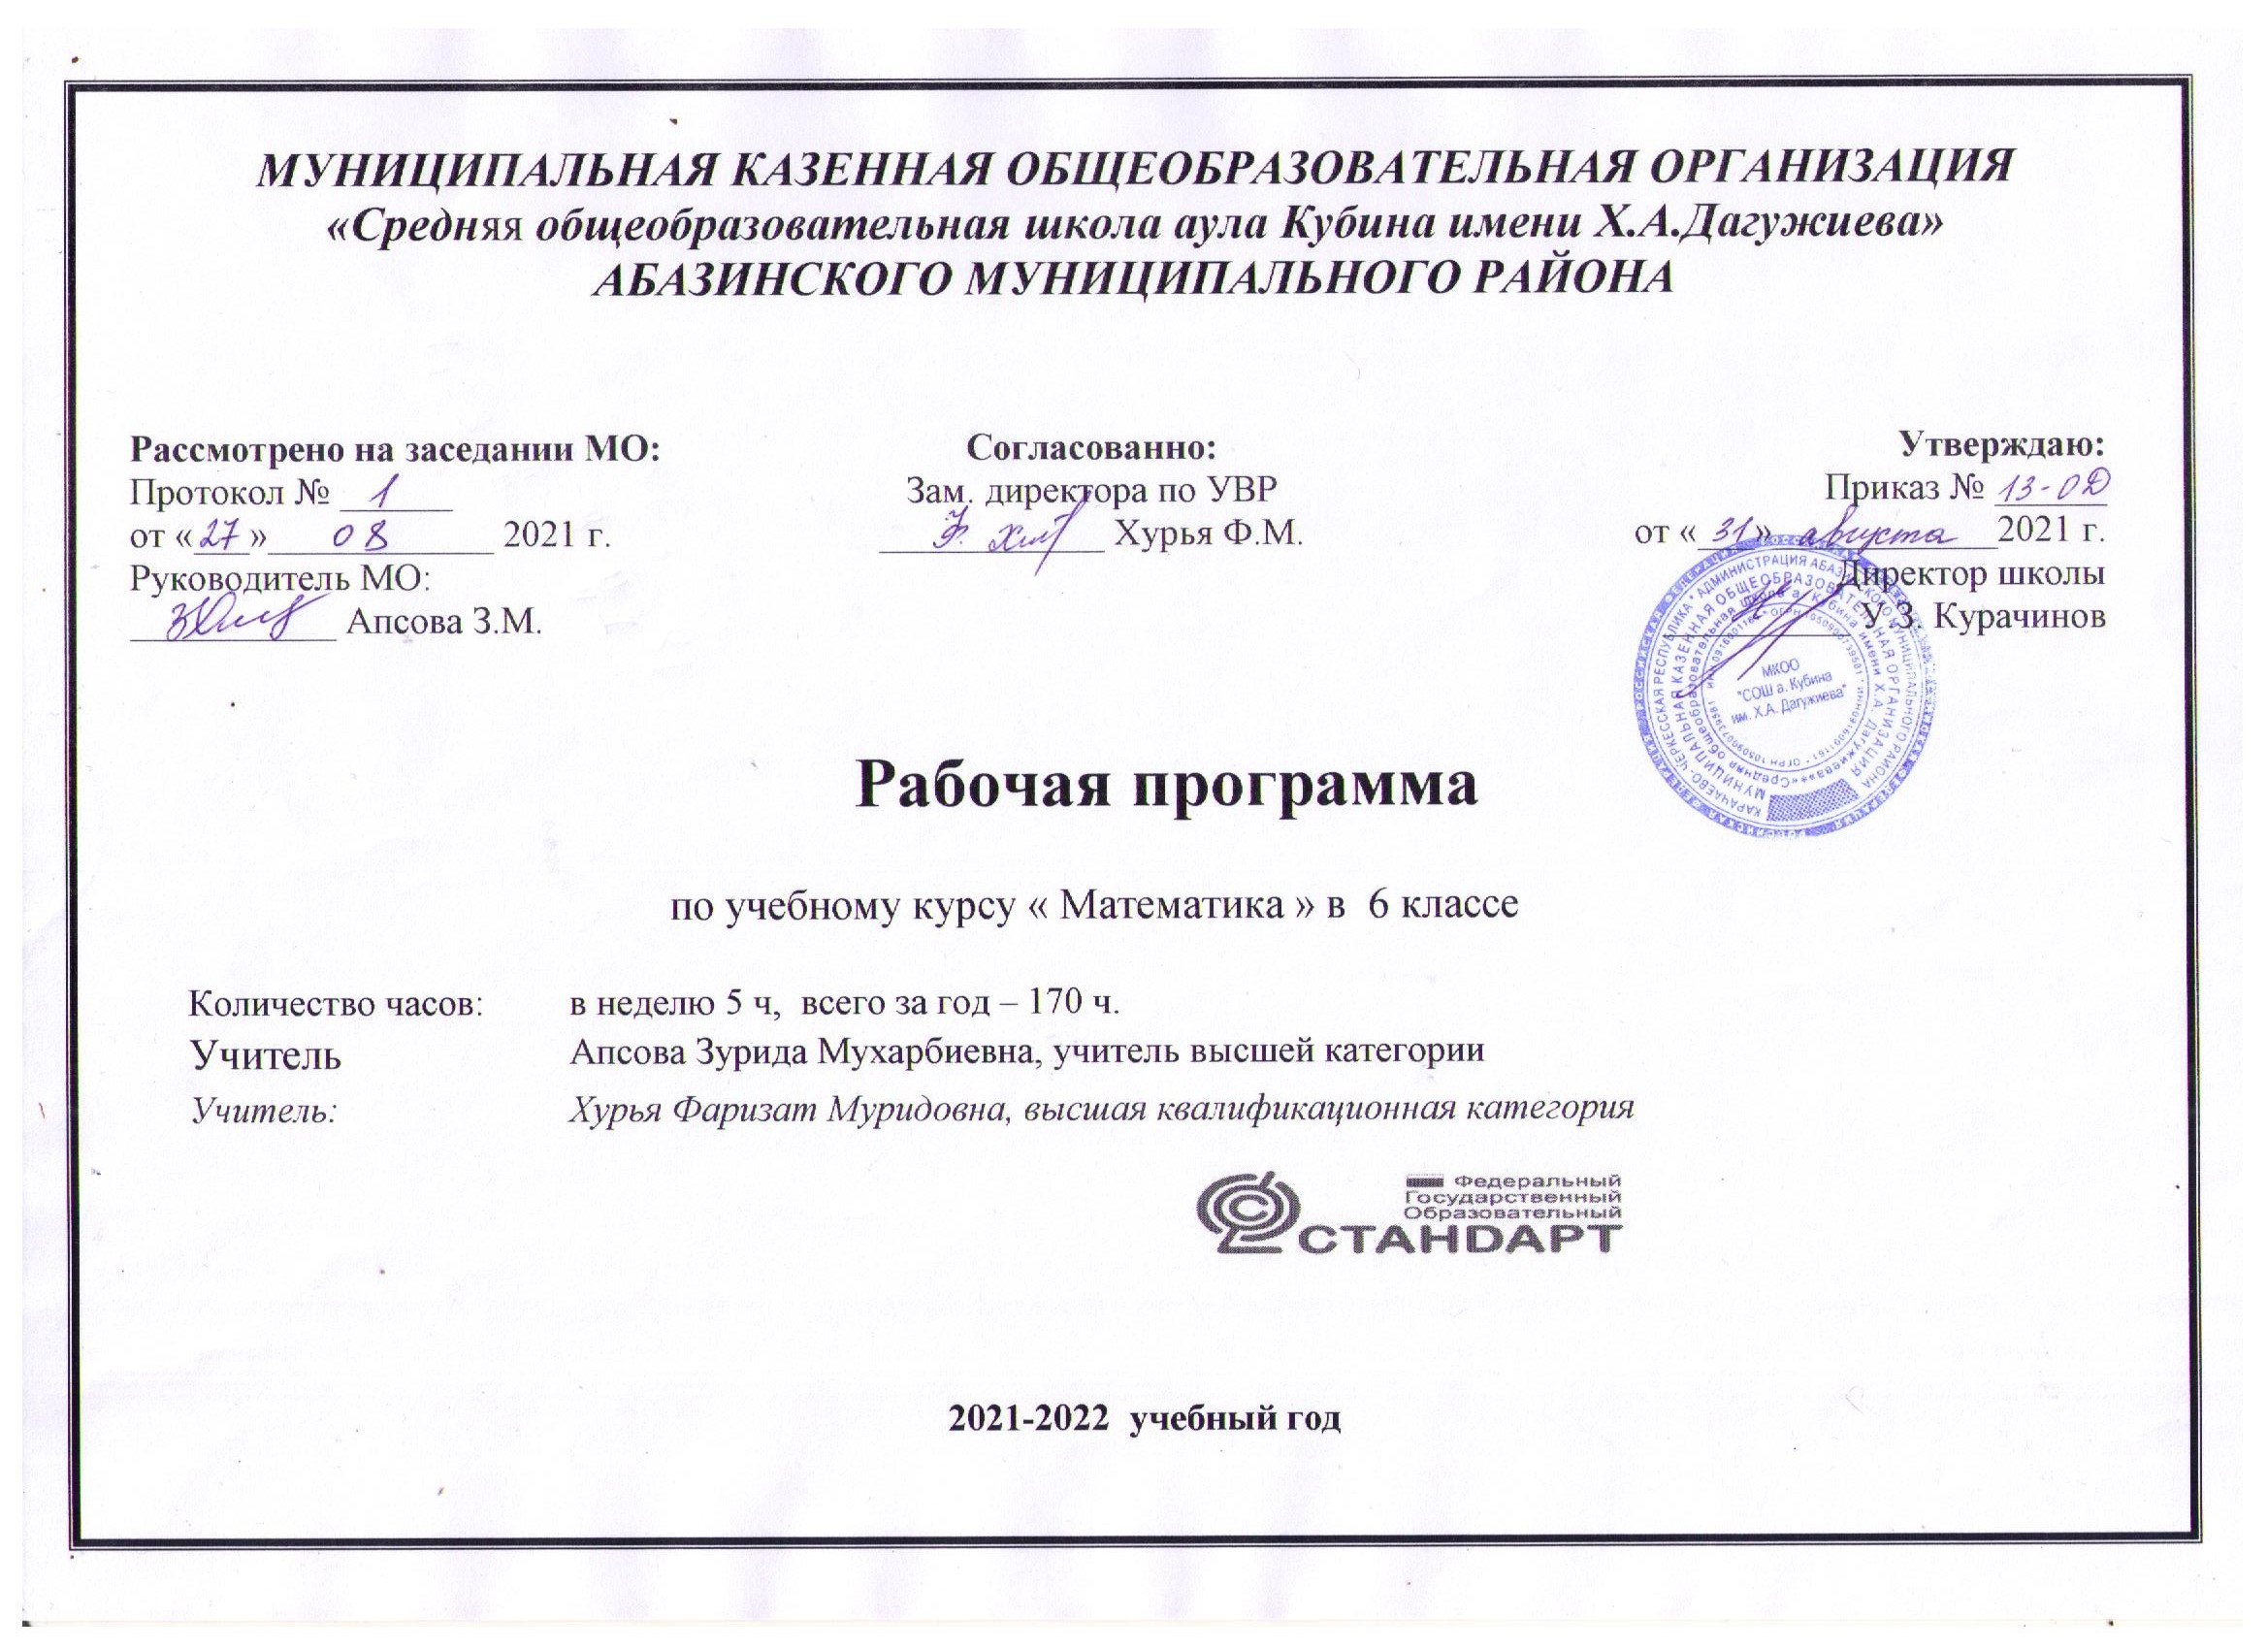 МУНИЦИПАЛЬНАЯ КАЗЕННАЯ ОБЩЕОБРАЗОВАТЕЛЬНАЯ ОРГАНИЗАЦИЯ
«Средняя общеобразовательная школа аула Кубина имени Х.А.Дагужиева»
АБАЗИНСКОГО МУНИЦИПАЛЬНОГО РАЙОНА
Рассмотрено на заседании МО:
Протокол № 1
от «27» 08 2021 г.
Руководитель МО:
Апсова З.М.
Согласованно:
Зам. директора по УВР
Хурья Ф.М.
Утверждаю:
Приказ № 13-ОД
от «31» августа 2021 г.
Директор школы
У.З. Курачинов
МКОО
"СОШ а. Кубина
им. Х.А. Дагужиева"
Рабочая программа
по учебному курсу « Математика » в 6 классе
Количество часов: в неделю 5 ч, всего за год – 170 ч.
Учитель Апсова Зурида Мухарбиевна, учитель высшей категории
Учитель: Хурья Фаризат Муридовна, высшая квалификационная категория
Федеральный
Государственный
Образовательный
СТАНДАРТ
2021-2022 учебный год